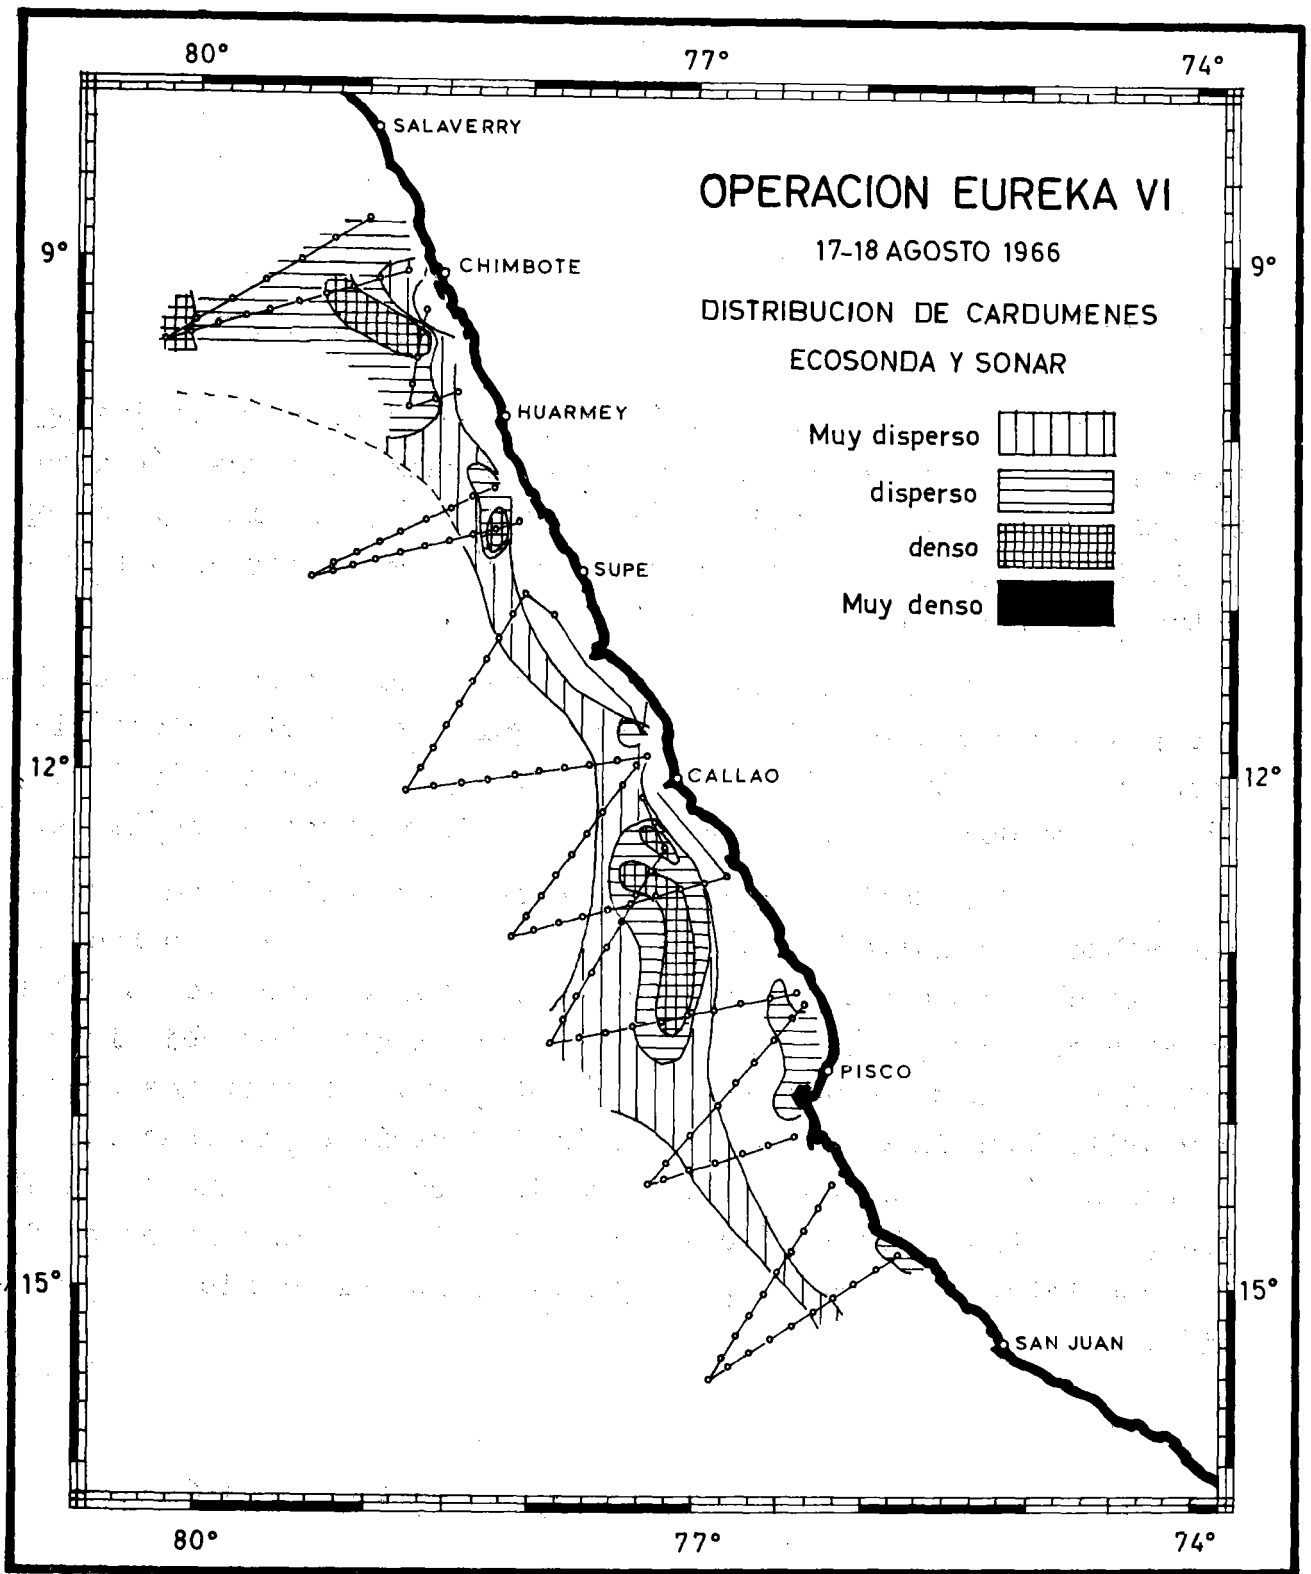 80° 77° 74°
SALAVERRY
OPERACION EUREKA VI
17-18 AGOSTO 1966
9° CHIMBOTE 9°
DISTRIBUCION DE CARDUMENES
ECOSONDA Y SONAR
HUARMEY
Muy disperso
disperso
denso
SUPE
Muy denso
12° CALLAO 12°
PISCO
15° 15°
SAN JUAN
80° 77° 74°